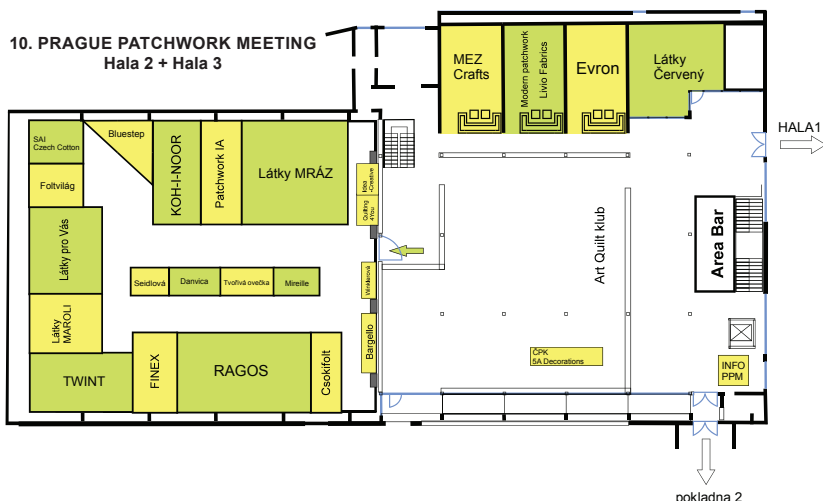 10. PRAGUE PATCHWORK MEETING
Hala 2 + Hala 3
MEZ
Crafts
Modern patchwork
Livio Fabrics
Evron
Látky
Červený
HALA1
SAI
Czech Cotton
Bluestep
KOH-I-NOOR
Patchwork IA
Látky MRÁZ
Idea
-Creative
Quilting
4You
Foltvilág
Látky pro Vás
Art Quilt klub
Area Bar
Seidlová
Danvica
Tvořivá ovečka
Mireille
Winklerová
Látky
MAROLI
Bargello
ČPK
5A Decorations
INFO
PPM
TWINT
FINEX
RAGOS
Csokifolt
pokladna 2